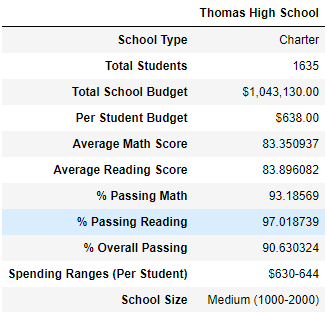 Thomas High School
School Type Charter
Total Students 1635
Total School Budget $1,043,130.00
Per Student Budget $638.00
Average Math Score 83.350937
Average Reading Score 83.896082
% Passing Math 93.18569
% Passing Reading 97.018739
% Overall Passing 90.630324
Spending Ranges (Per Student) $630-644
School Size Medium (1000-2000)